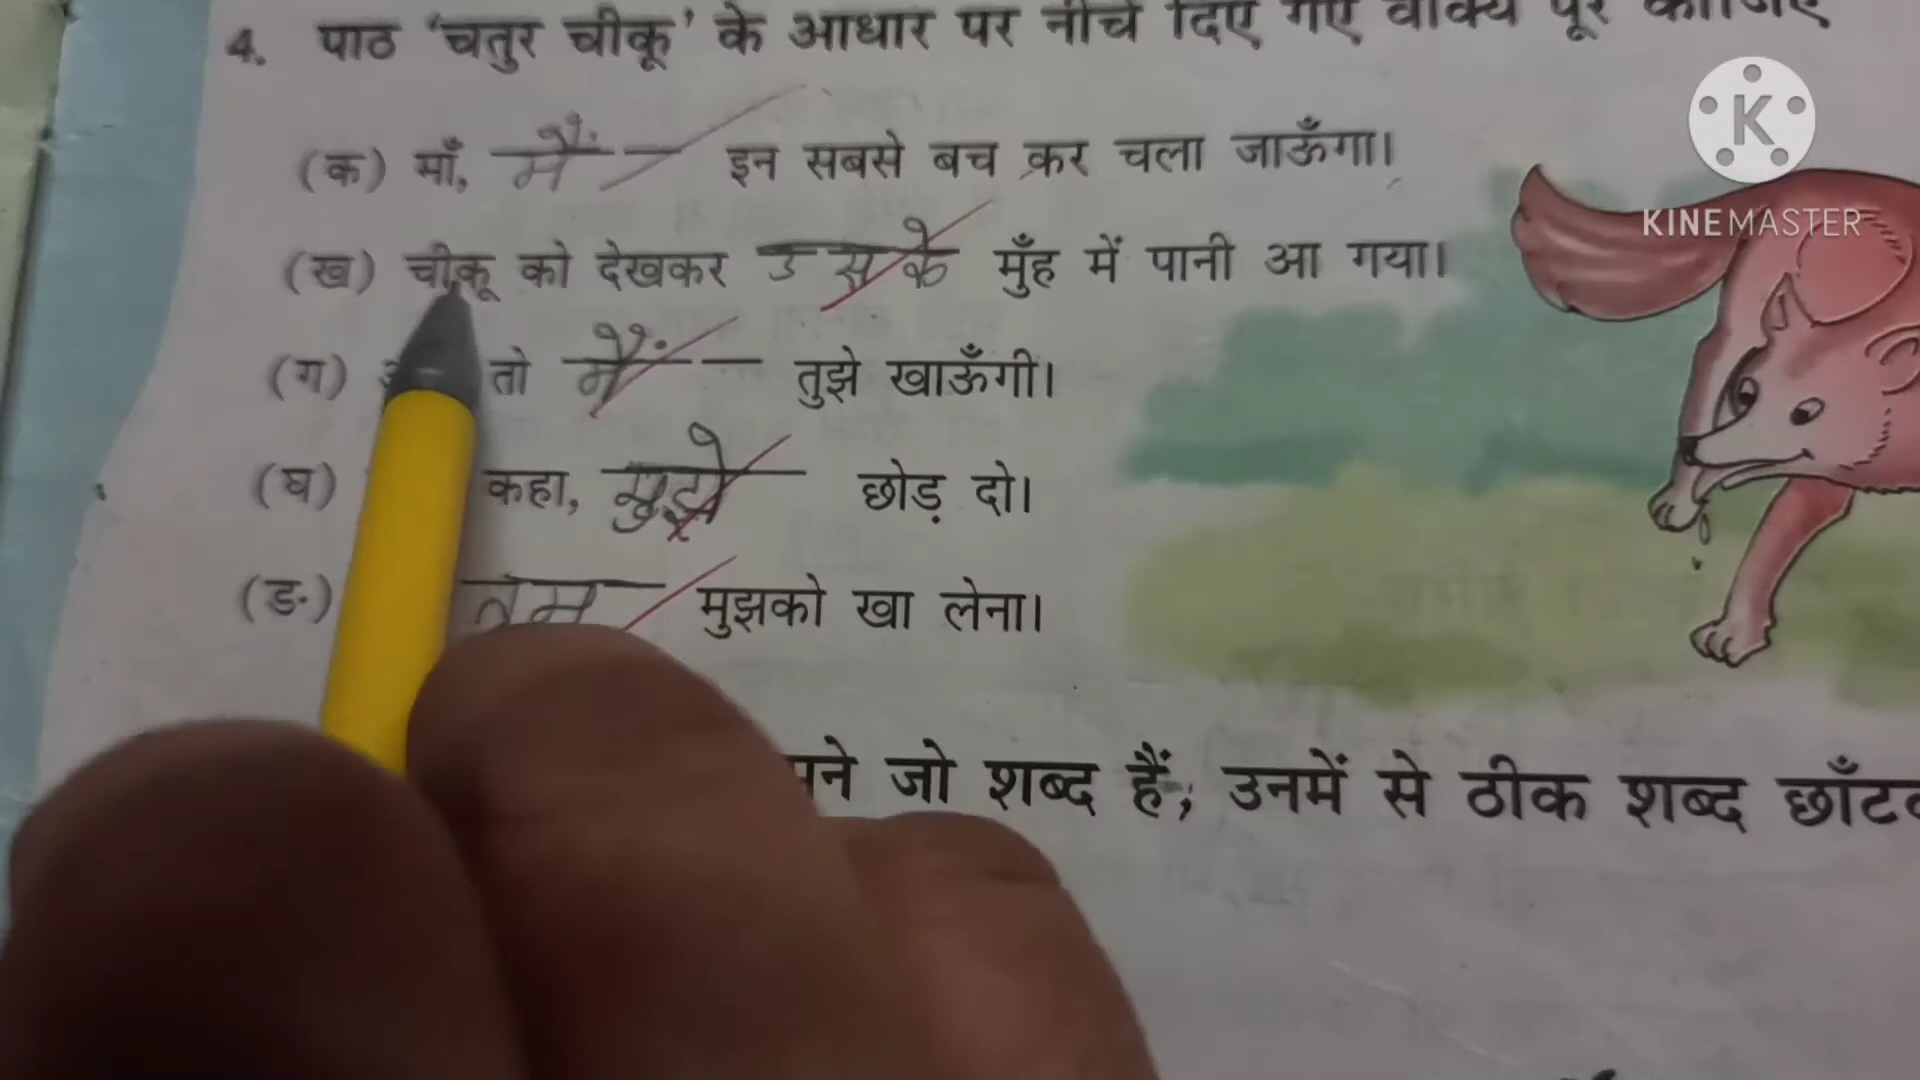 4. पाठ 'चतुर चीकू' के आधार पर नीचे दिए गए वाक्य पूरे कीजिए
K
KINEMASTER
(क) माँ, मैं इन सबसे बच कर चला जाऊँगा।
(ख) चीकू को देखकर उसके मुँह में पानी आ गया।
(ग) तो मैं तुझे खाऊँगी।
(घ) कहा, मुझे छोड़ दो।
(ङ) तुम मुझको खा लेना।
जो शब्द हैं, उनमें से ठीक शब्द